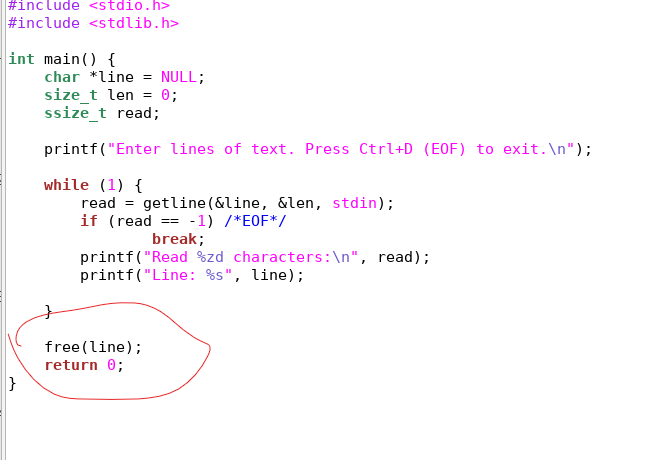 #include <stdio.h>
#include <stdlib.h>
int main() {
    char *line = NULL;
    size_t len = 0;
    ssize_t read;
    printf("Enter lines of text. Press Ctrl+D (EOF) to exit.\n");
    while (1) {
        read = getline(&line, &len, stdin);
        if (read == -1) /*EOF*/
                break;
        printf("Read %zd characters:\n", read);
        printf("Line: %s", line);
    }
    free(line);
    return 0;
}